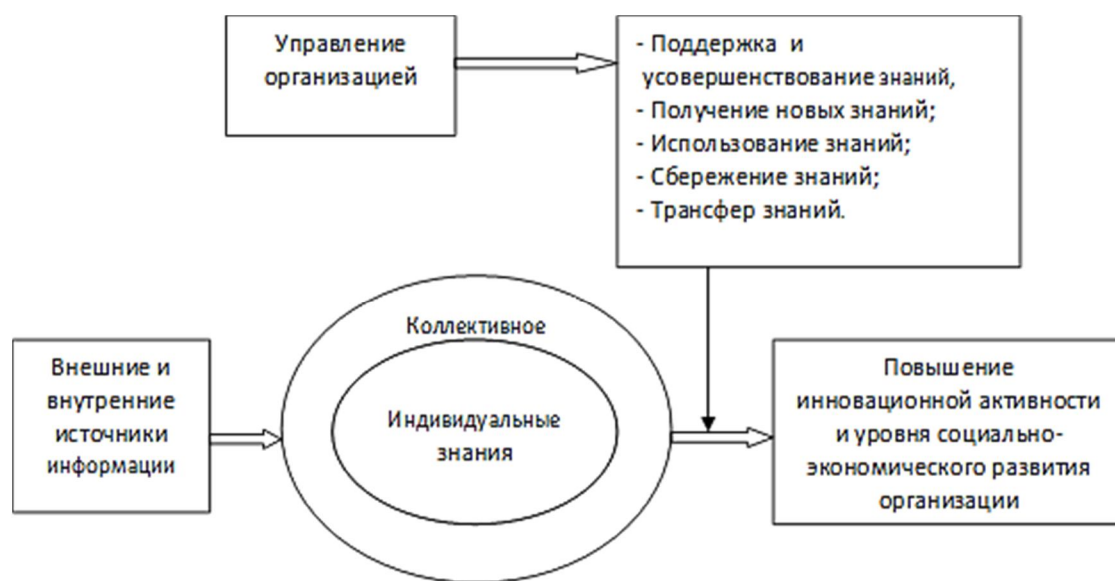 Управление
организацией
- Поддержка и
усовершенствование знаний,
- Получение новых знаний;
- Использование знаний;
- Сбережение знаний;
- Трансфер знаний.
Внешние и
внутренние
источники
информации
Коллективное
Индивидуальные
знания
Повышение
инновационной активности
и уровня социально-
экономического развития
организации